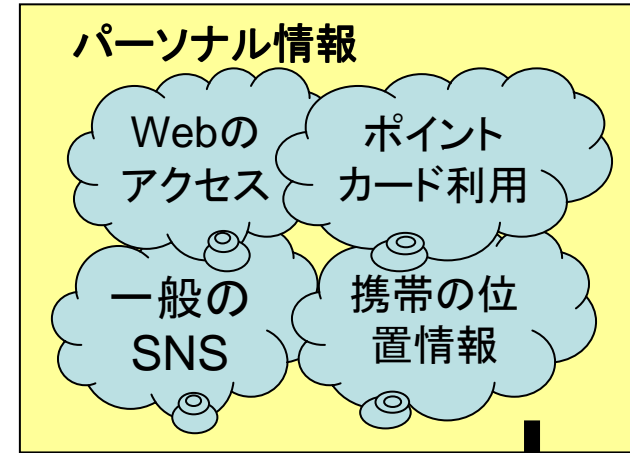 パーソナル情報
Webの
アクセス
ポイント
カード利用
一般の
SNS
携帯の位
置情報